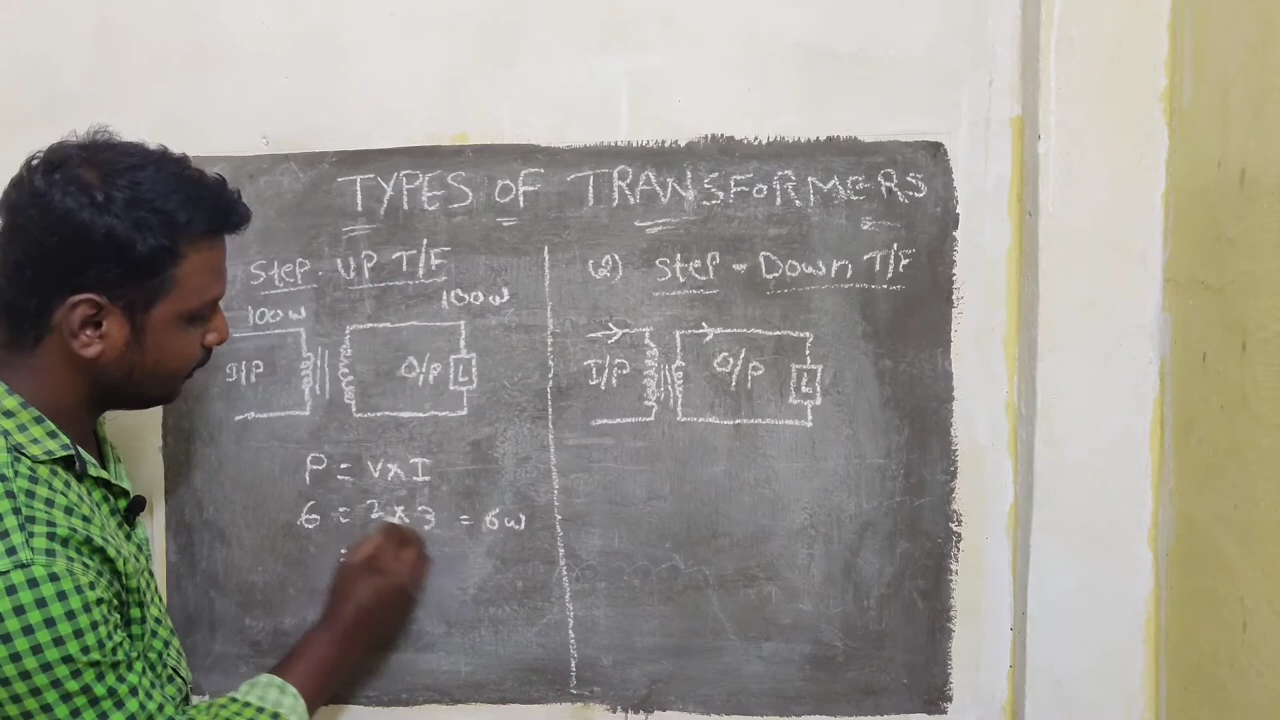 TYPES OF TRANSFORMERS
Step-UP T/F
100w
100w
I/P
O/P
L
P = V×I
6 = 2 × 3 = 6w
=
2) Step-Down T/F
I/P
O/P
L